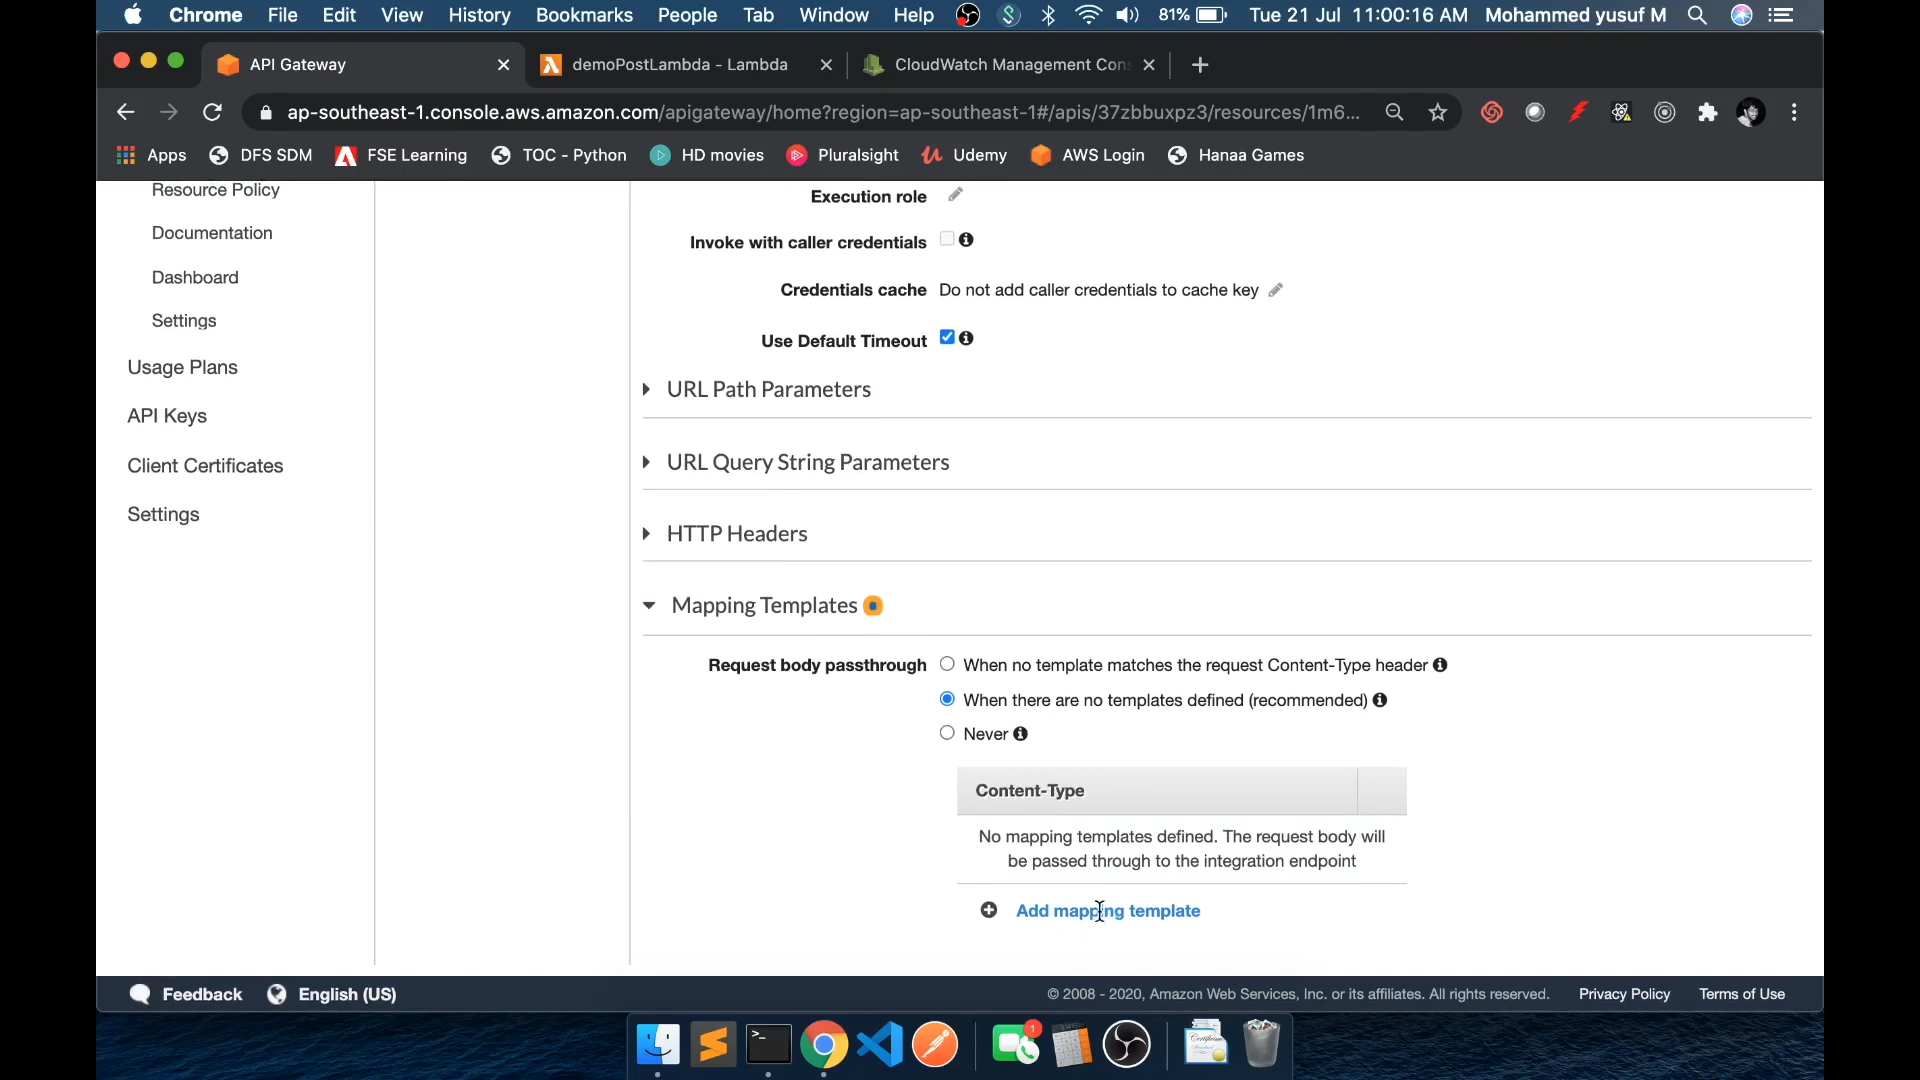 Chrome File Edit View History Bookmarks People Tab Window Help 81% Tue 21 Jul 11:00:16 AM Mohammed yusuf M
API Gateway demoPostLambda - Lambda CloudWatch Management Con
ap-southeast-1.console.aws.amazon.com/apigateway/home?region=ap-southeast-1#/apis/37zbbuxpz3/resources/1m6...
Apps DFS SDM FSE Learning TOC - Python HD movies Pluralsight Udemy AWS Login Hanaa Games
Resource Policy
Documentation
Dashboard
Settings
Usage Plans
API Keys
Client Certificates
Settings
Execution role
Invoke with caller credentials
Credentials cache Do not add caller credentials to cache key
Use Default Timeout
URL Path Parameters
URL Query String Parameters
HTTP Headers
Mapping Templates
Request body passthrough When no template matches the request Content-Type header
When there are no templates defined (recommended)
Never
Content-Type
No mapping templates defined. The request body will
be passed through to the integration endpoint
Add mapping template
Feedback English (US) © 2008 - 2020, Amazon Web Services, Inc. or its affiliates. All rights reserved. Privacy Policy Terms of Use
1